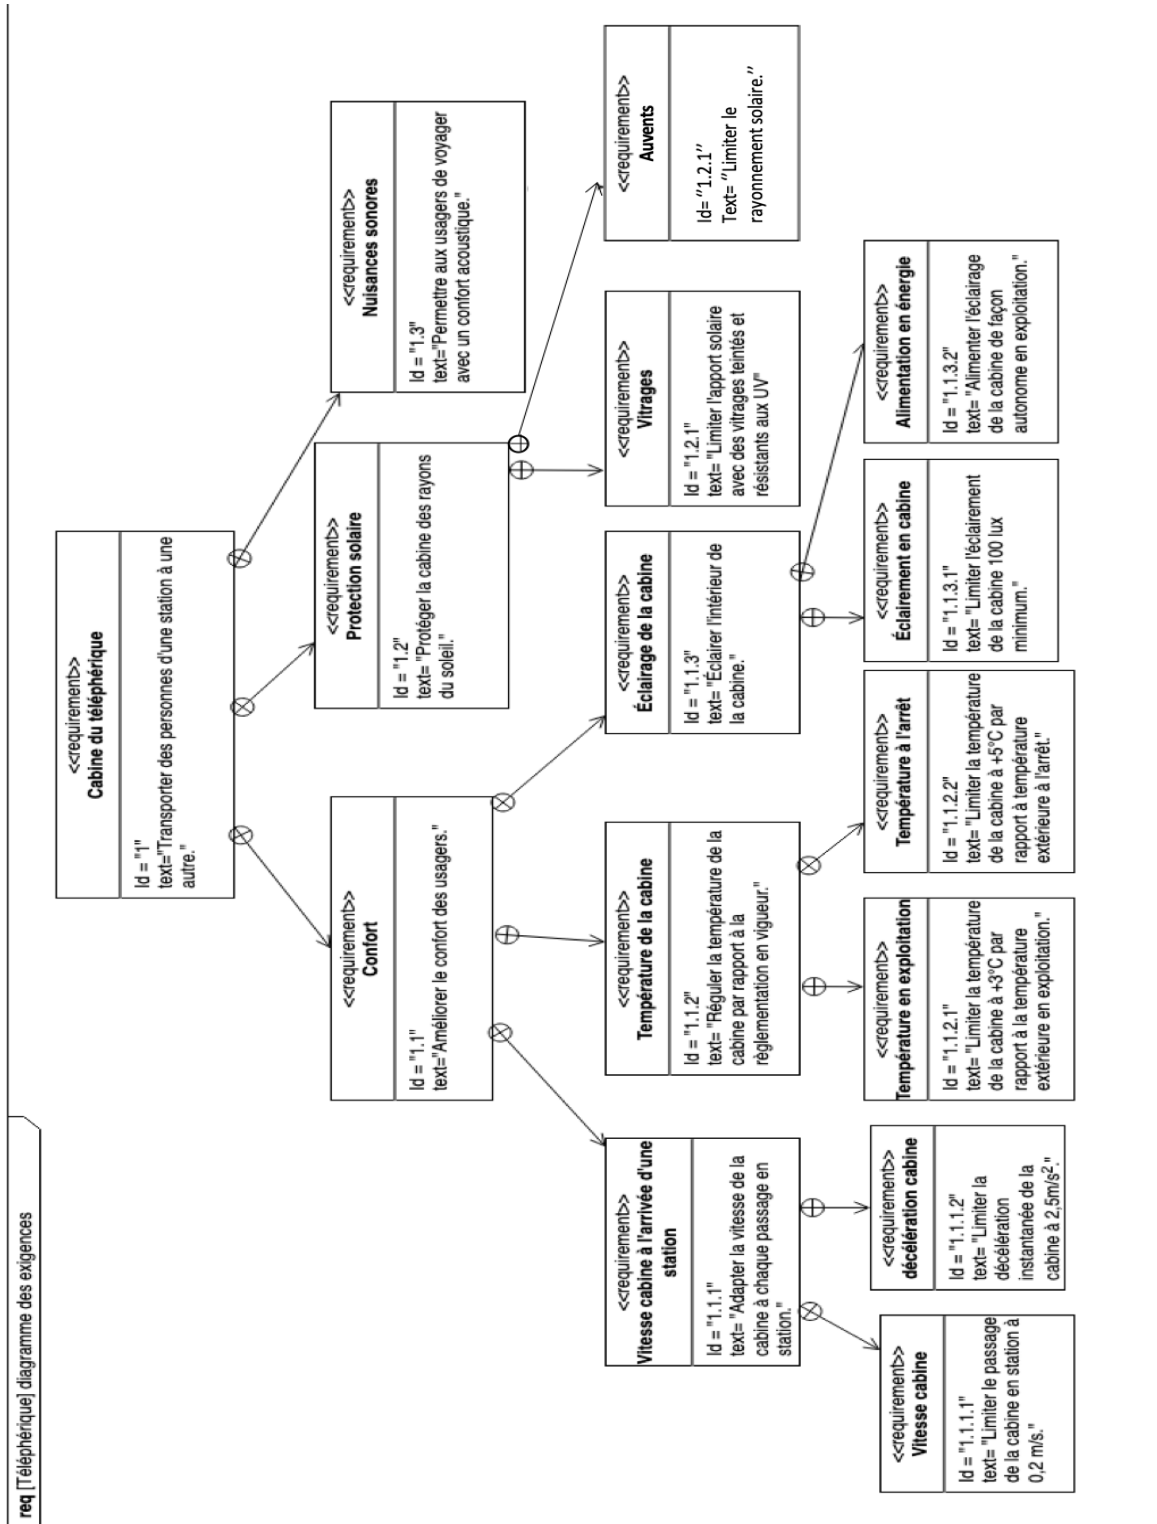 req [Téléphérique] diagramme des exigences
<<requirement>>
Cabine du téléphérique
Id = "1"
text="Transporter des personnes d'une station à une
autre."
<<requirement>>
Confort
Id = "1.1"
text="Améliorer le confort des usagers."
<<requirement>>
Protection solaire
Id = "1.2"
text= "Protéger la cabine des rayons
du soleil."
<<requirement>>
Nuisances sonores
Id = "1.3"
text="Permettre aux usagers de voyager
avec un confort acoustique."
<<requirement>>
Vitesse cabine à l'arrivée d'une
station
Id = "1.1.1"
text= "Adapter la vitesse de la
cabine à chaque passage en
station."
<<requirement>>
Température de la cabine
Id = "1.1.2"
text= "Réguler la température de la
cabine par rapport à la
règlementation en vigueur."
<<requirement>>
Éclairage de la cabine
Id = "1.1.3"
text= "Éclairer l'intérieur de
la cabine."
<<requirement>>
Vitrages
Id = "1.2.1"
text= "Limiter l'apport solaire
avec des vitrages teintés et
résistants aux UV"
<<requirement>>
Auvents
Id= "1.2.1"
Text= "Limiter le
rayonnement solaire."
<<requirement>>
Vitesse cabine
Id = "1.1.1.1"
text= "Limiter le passage
de la cabine en station à
0,2 m/s."
<<requirement>>
décélération cabine
Id = "1.1.1.2"
text= "Limiter la
décélération
instantanée de la
cabine à 2,5m/s²."
<<requirement>>
Température en exploitation
Id = "1.1.2.1"
text= "Limiter la température
de la cabine à +3°C par
rapport à la température
extérieure en exploitation."
<<requirement>>
Température à l'arrêt
Id = "1.1.2.2"
text= "Limiter la température
de la cabine à +5°C par
rapport à température
extérieure à l'arrêt."
<<requirement>>
Éclairement en cabine
Id = "1.1.3.1"
text= "Limiter l'éclairement
de la cabine 100 lux
minimum."
<<requirement>>
Alimentation en énergie
Id = "1.1.3.2"
text= "Alimenter l'éclairage
de la cabine de façon
autonome en exploitation."